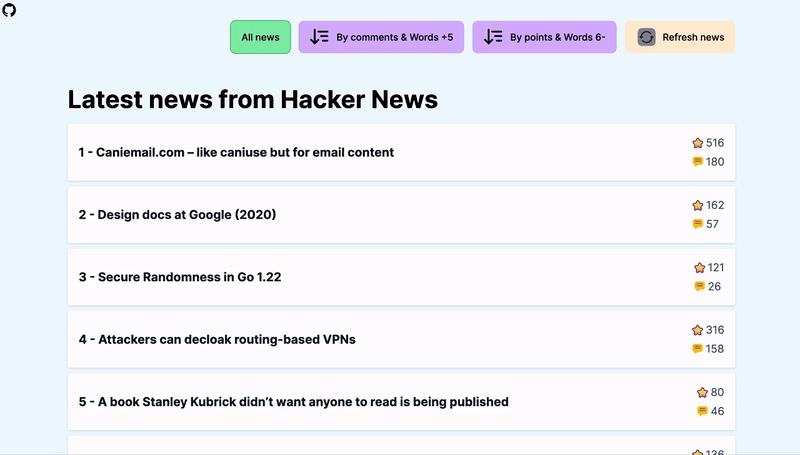 All news
By comments & Words +5
By points & Words 6-
Refresh news
Latest news from Hacker News
1 - Caniemail.com – like caniuse but for email content
516
180
2 - Design docs at Google (2020)
162
57
3 - Secure Randomness in Go 1.22
121
26
4 - Attackers can decloak routing-based VPNs
316
158
5 - A book Stanley Kubrick didn’t want anyone to read is being published
80
46